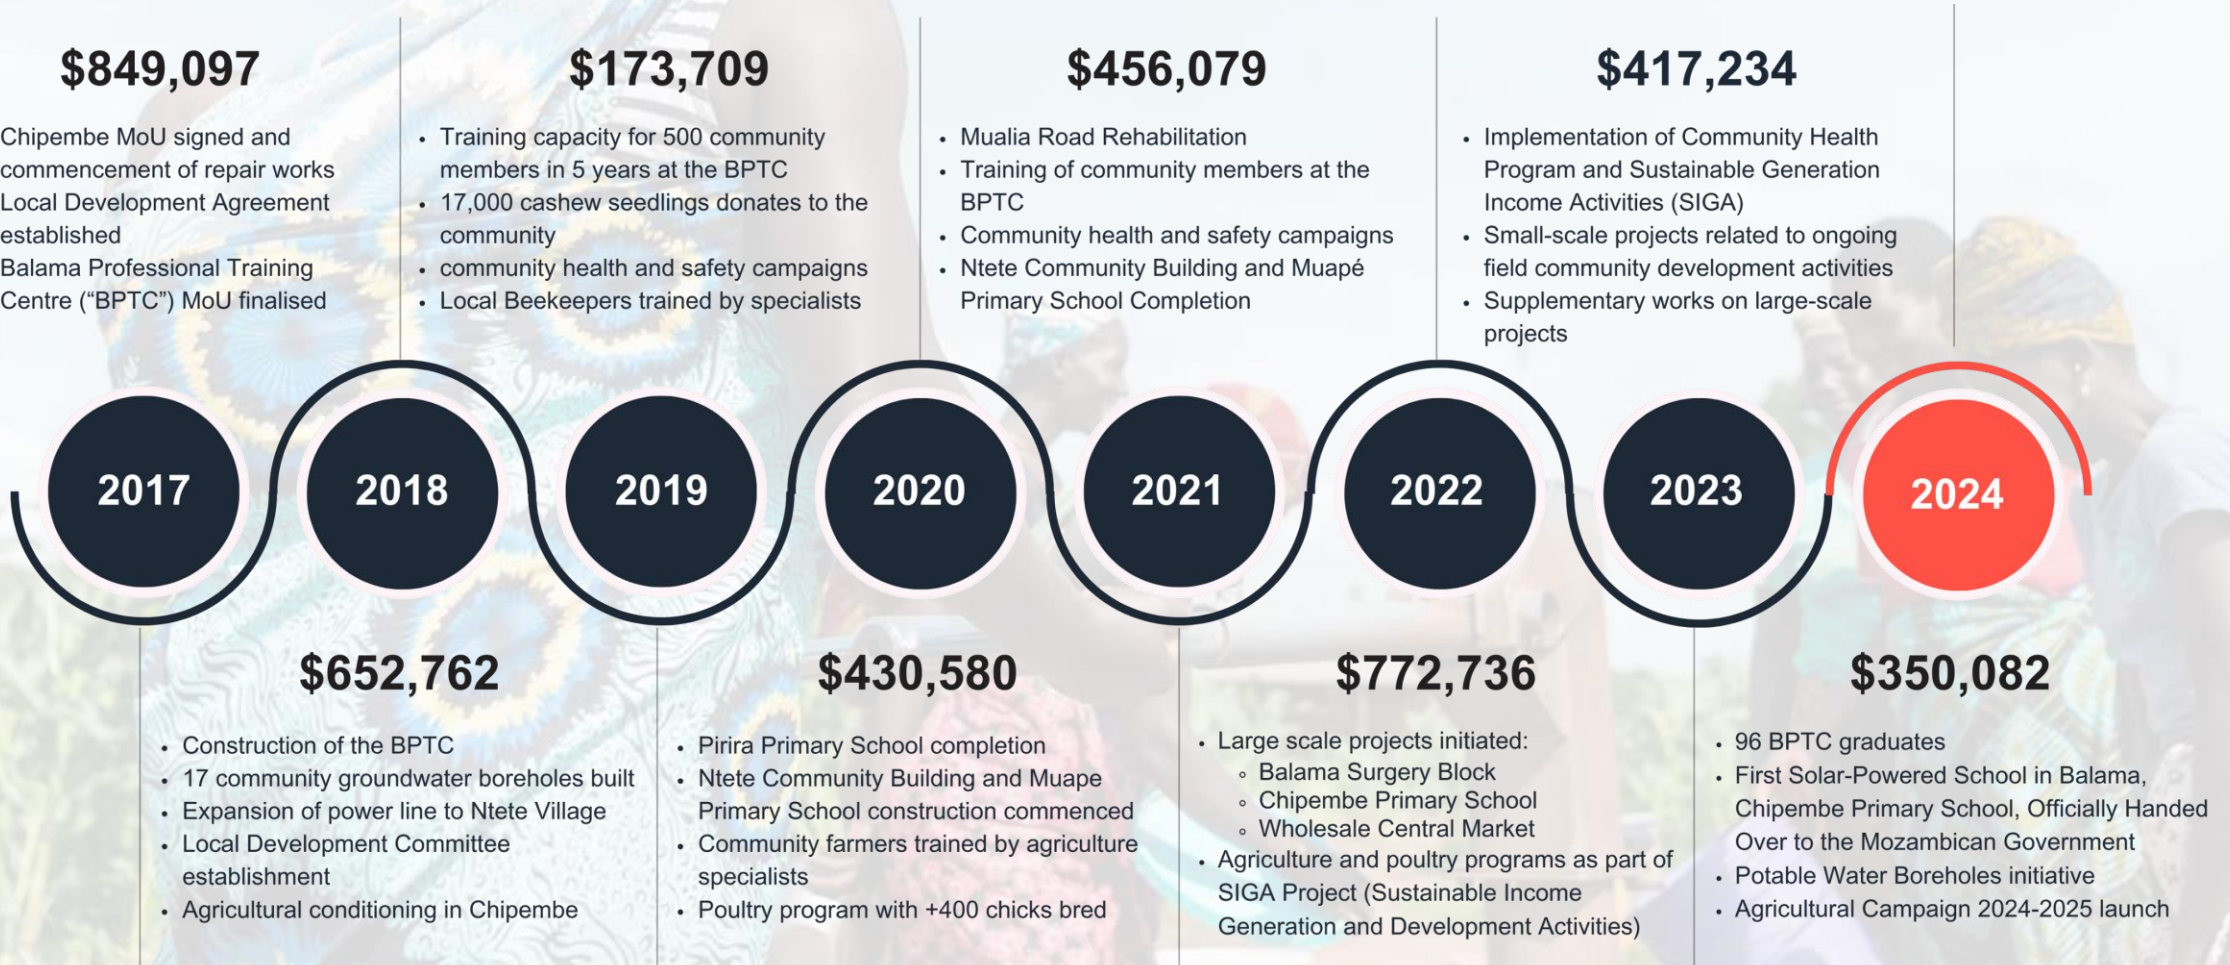 $849,097
Chipembe MoU signed and
commencement of repair works
Local Development Agreement
established
Balama Professional Training
Centre (“BPTC”) MoU finalised
$173,709
• Training capacity for 500 community
members in 5 years at the BPTC
• 17,000 cashew seedlings donates to the
community
• community health and safety campaigns
• Local Beekeepers trained by specialists
$456,079
• Mualia Road Rehabilitation
• Training of community members at the
BPTC
• Community health and safety campaigns
• Ntete Community Building and Muapé
Primary School Completion
$417,234
• Implementation of Community Health
Program and Sustainable Generation
Income Activities (SIGA)
• Small-scale projects related to ongoing
field community development activities
• Supplementary works on large-scale
projects
2017
2018
2019
2020
2021
2022
2023
2024
$652,762
• Construction of the BPTC
• 17 community groundwater boreholes built
• Expansion of power line to Ntete Village
• Local Development Committee
establishment
• Agricultural conditioning in Chipembe
$430,580
• Pirira Primary School completion
• Ntete Community Building and Muape
Primary School construction commenced
• Community farmers trained by agriculture
specialists
• Poultry program with +400 chicks bred
$772,736
• Large scale projects initiated:
◦ Balama Surgery Block
◦ Chipembe Primary School
◦ Wholesale Central Market
• Agriculture and poultry programs as part of
SIGA Project (Sustainable Income
Generation and Development Activities)
$350,082
• 96 BPTC graduates
• First Solar-Powered School in Balama,
Chipembe Primary School, Officially Handed
Over to the Mozambican Government
• Potable Water Boreholes initiative
• Agricultural Campaign 2024-2025 launch